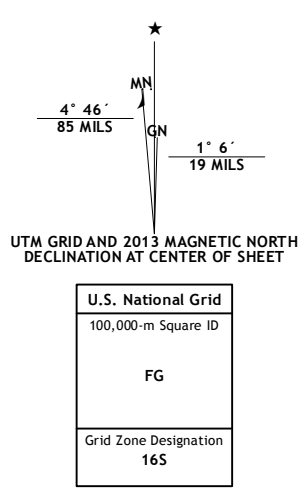 ★
MN
4° 46´
85 MILS
GN
1° 6´
19 MILS
UTM GRID AND 2013 MAGNETIC NORTH
DECLINATION AT CENTER OF SHEET
U.S. National Grid
100,000-m Square ID
FG
Grid Zone Designation
16S